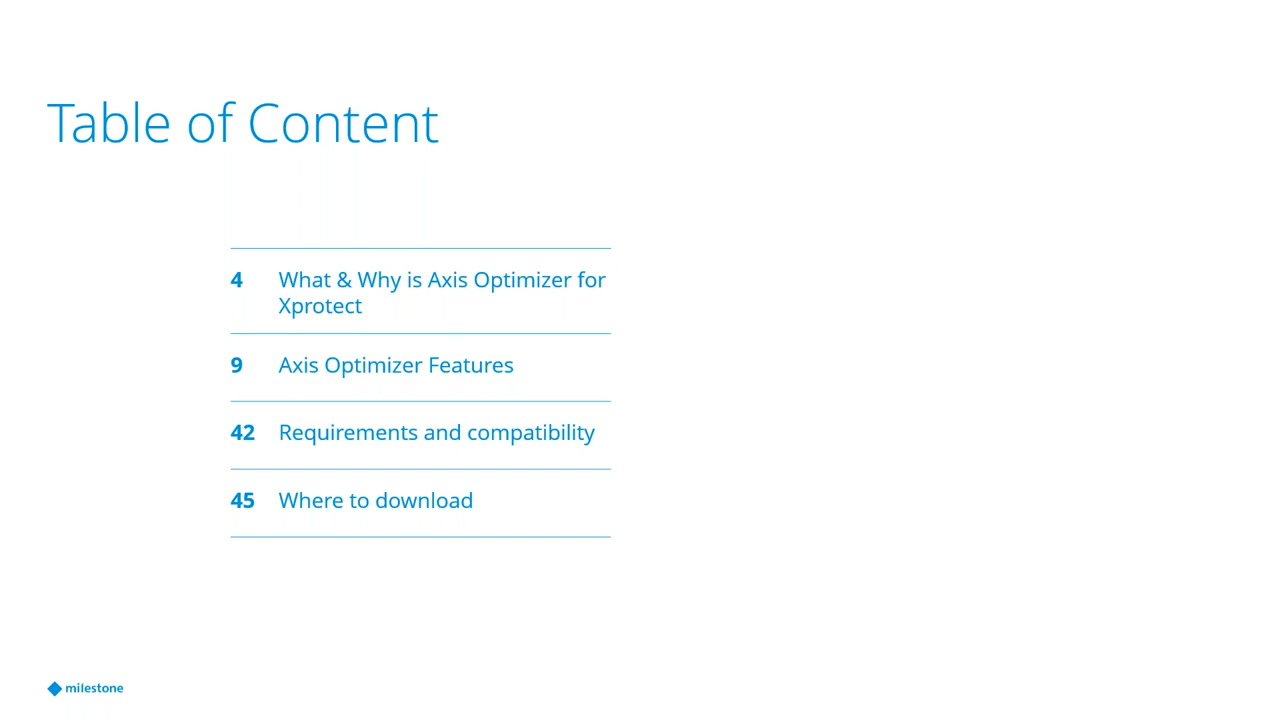 Table of Content
4 What & Why is Axis Optimizer for
Xprotect
9 Axis Optimizer Features
42 Requirements and compatibility
45 Where to download
milestone